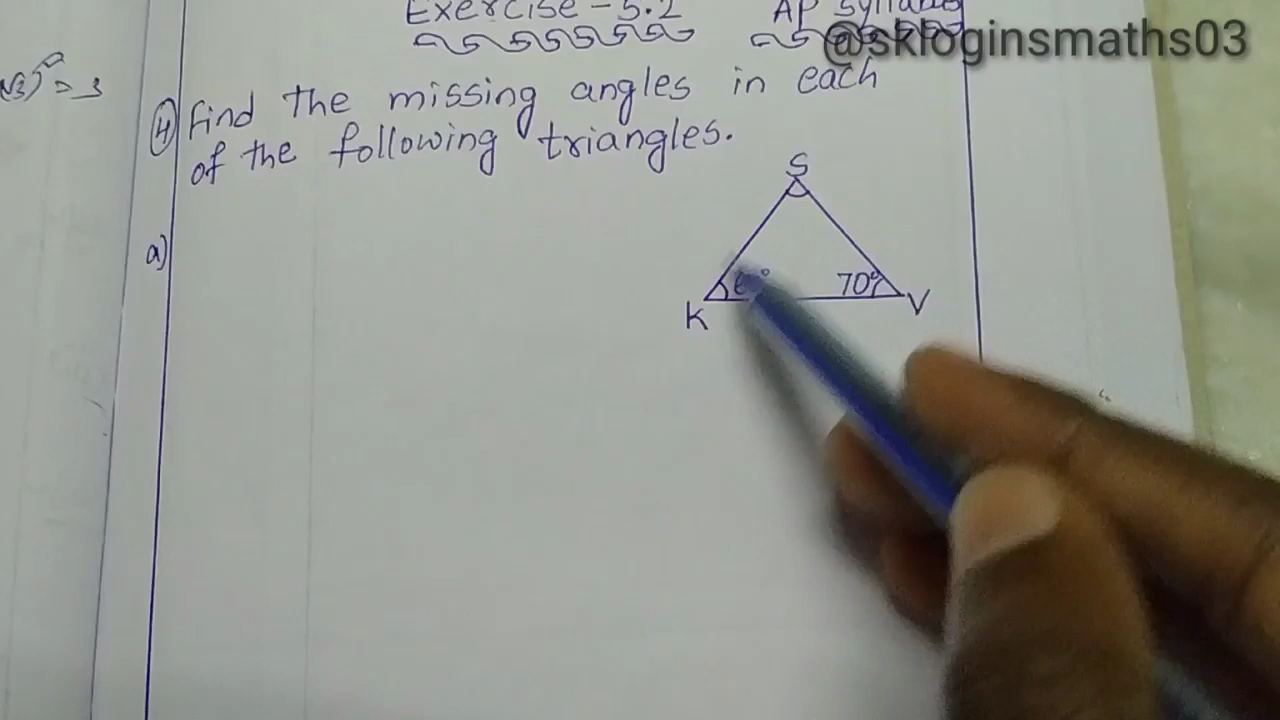 Exercise - 5.2 AP Syllabus
@skloginsmaths03
(√3)² = 3
4 Find the missing angles in each
of the following triangles.
S
a)
70°
K V